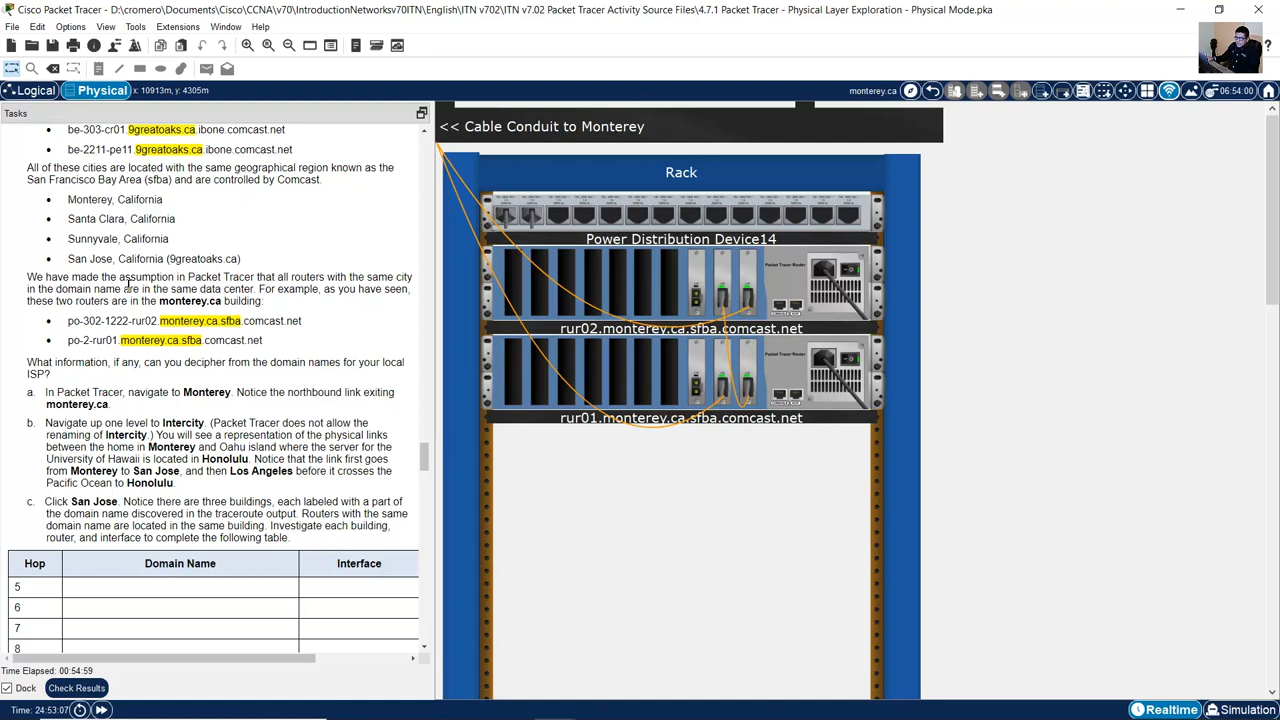 Cisco Packet Tracer - D:\cromero\Documents\Cisco\CCNA\v70\IntroductionNetworksv70ITN\English\ITN v702\ITN v7.02 Packet Tracer Activity Source Files\4.7.1 Packet Tracer - Physical Layer Exploration - Physical Mode.pka
File Edit Options View Tools Extensions Window Help
Logical Physical x: 10913m, y: 4305m monterey.ca 06:54:00
Tasks
be-303-cr01.9greatoaks.ca.ibone.comcast.net
be-2211-pe11.9greatoaks.ca.ibone.comcast.net
All of these cities are located with the same geographical region known as the
San Francisco Bay Area (sfba) and are controlled by Comcast.
Monterey, California
Santa Clara, California
Sunnyvale, California
San Jose, California (9greatoaks.ca)
We have made the assumption in Packet Tracer that all routers with the same city
in the domain name are in the same data center. For example, as you have seen,
these two routers are in the monterey.ca building:
po-302-1222-rur02.monterey.ca.sfba.comcast.net
po-2-rur01.monterey.ca.sfba.comcast.net
What information, if any, can you decipher from the domain names for your local
ISP?
a. In Packet Tracer, navigate to Monterey. Notice the northbound link exiting
monterey.ca.
b. Navigate up one level to Intercity. (Packet Tracer does not allow the
renaming of Intercity.) You will see a representation of the physical links
between the home in Monterey and Oahu island where the server for the
University of Hawaii is located in Honolulu. Notice that the link first goes
from Monterey to San Jose, and then Los Angeles before it crosses the
Pacific Ocean to Honolulu.
c. Click San Jose. Notice there are three buildings, each labeled with a part of
the domain name discovered in the traceroute output. Routers with the same
domain name are located in the same building. Investigate each building,
router, and interface to complete the following table.
Hop Domain Name Interface
5
6
7
8
Time Elapsed: 00:54:59
Dock Check Results
Time: 24:53:07 Realtime Simulation
<< Cable Conduit to Monterey
Rack
Power Distribution Device14
Packet Tracer Router
rur02.monterey.ca.sfba.comcast.net
Packet Tracer Router
rur01.monterey.ca.sfba.comcast.net